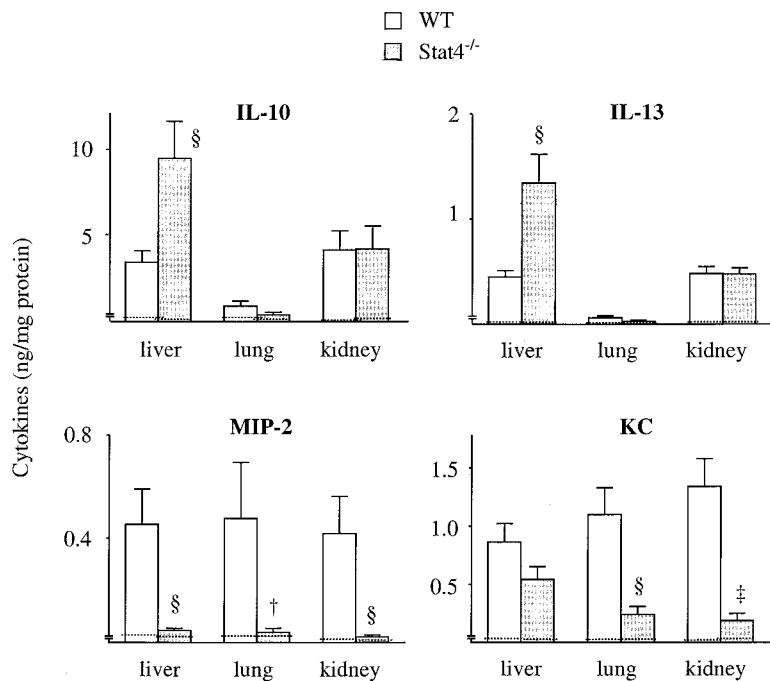 WT
Stat4-/-
IL-10
IL-13
10
5
§
2
1
§
liver lung kidney
liver lung kidney
Cytokines (ng/mg protein)
MIP-2
KC
0.8
0.4
§ † §
1.5
1.0
0.5
§ ‡
liver lung kidney
liver lung kidney